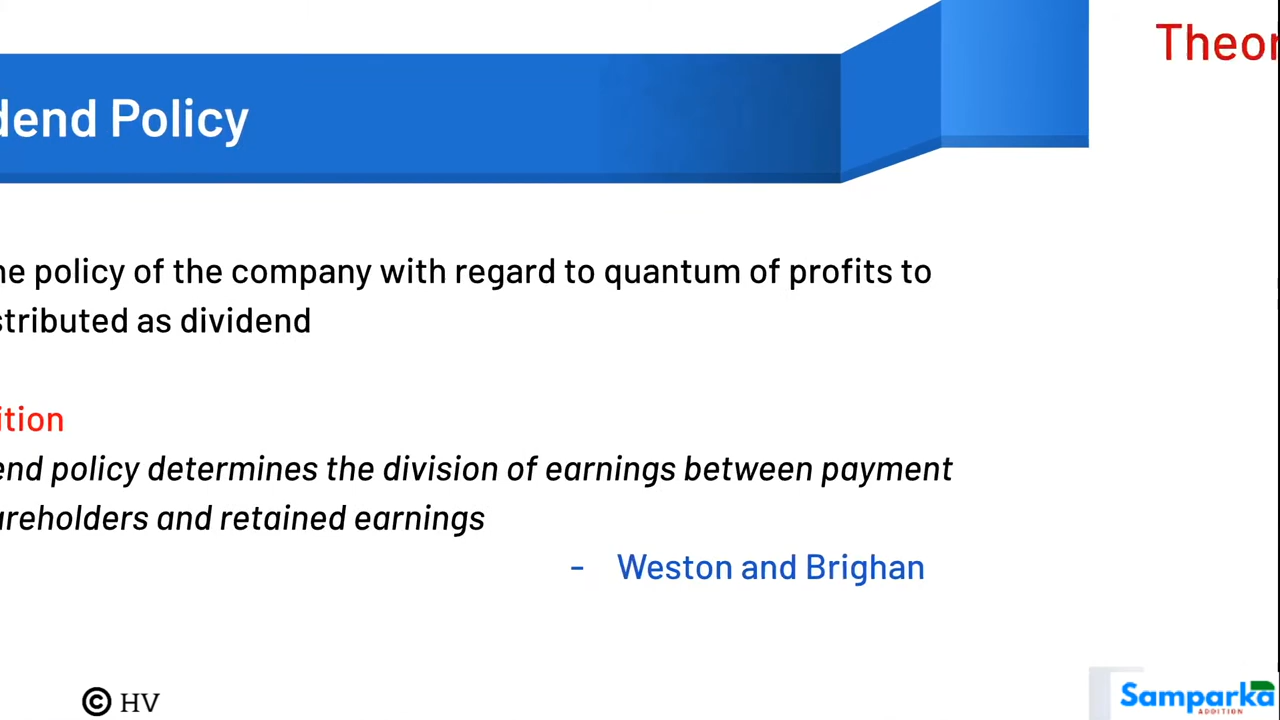 Theor
dend Policy
he policy of the company with regard to quantum of profits to
stributed as dividend
ition
end policy determines the division of earnings between payment
areholders and retained earnings
- Weston and Brighan
© HV
Samparka
ADDITION